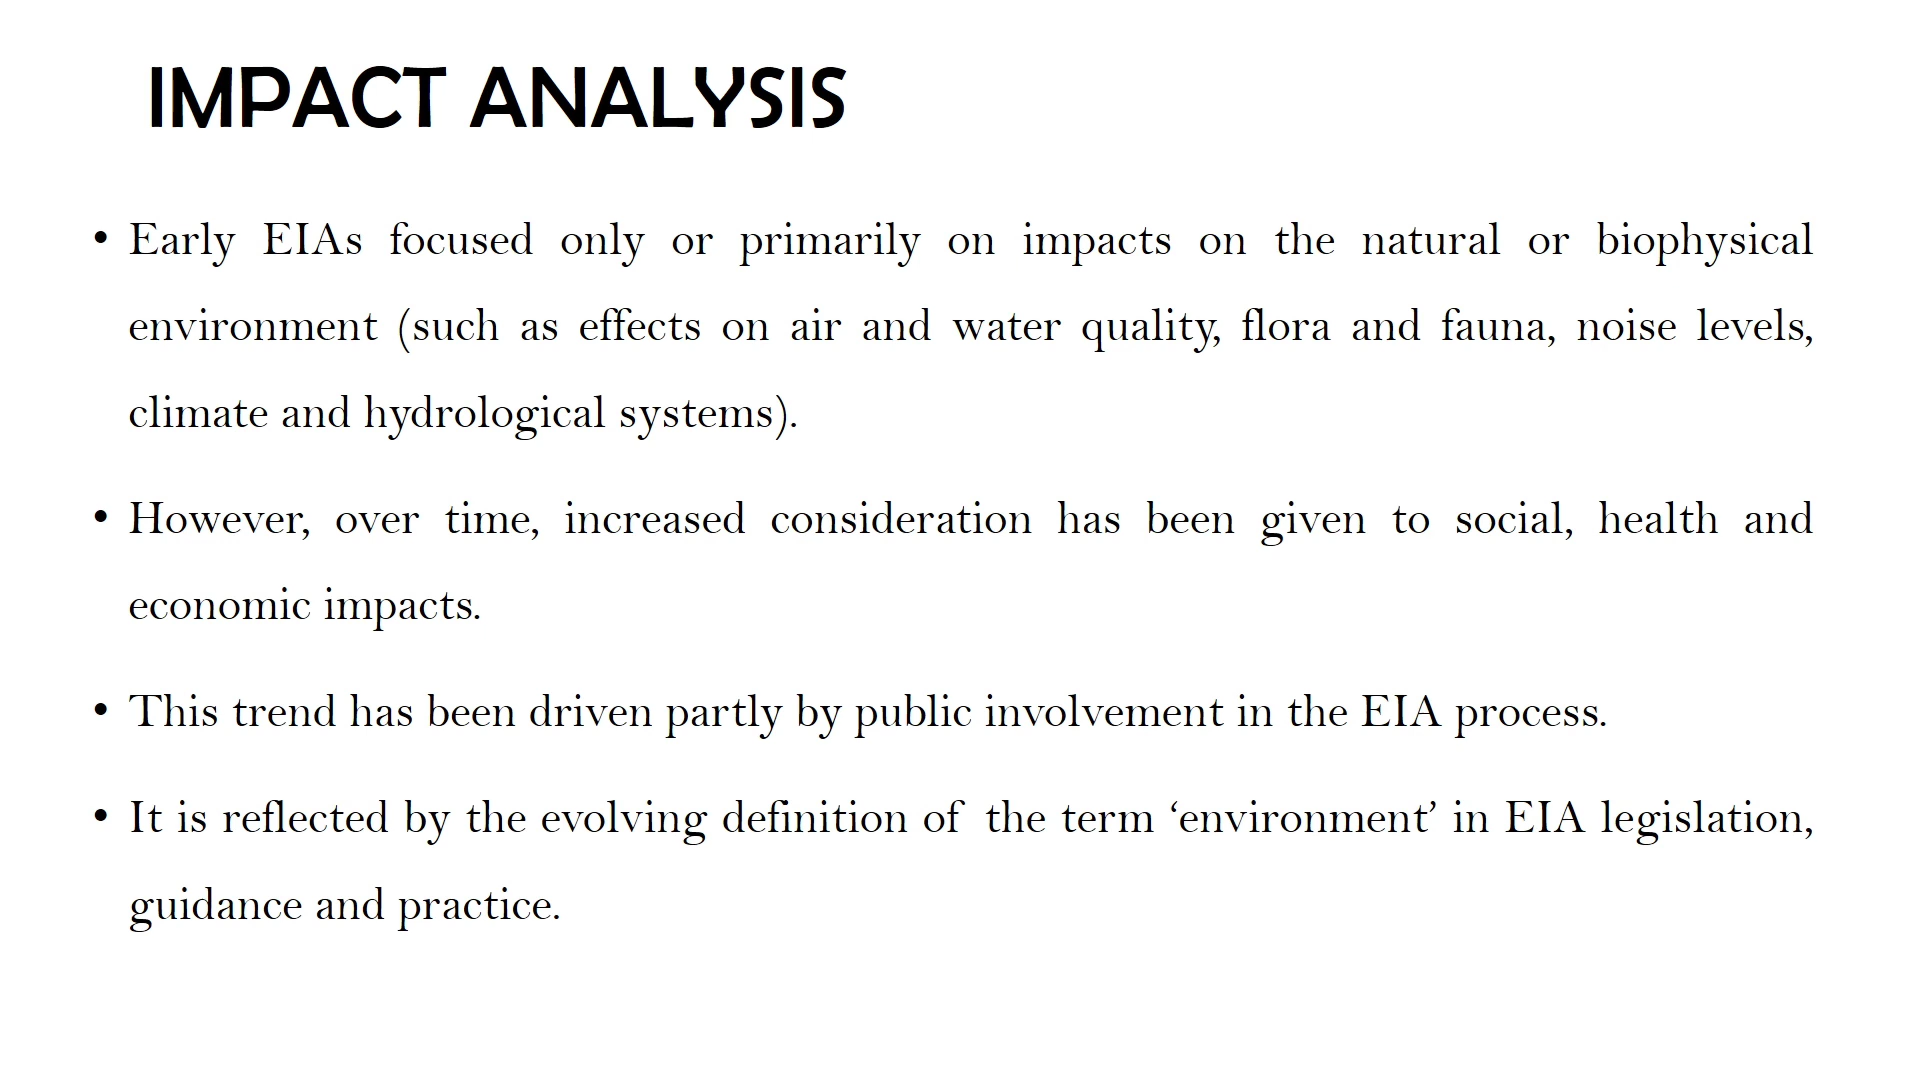 IMPACT ANALYSIS
• Early EIAs focused only or primarily on impacts on the natural or biophysical
environment (such as effects on air and water quality, flora and fauna, noise levels,
climate and hydrological systems).
• However, over time, increased consideration has been given to social, health and
economic impacts.
• This trend has been driven partly by public involvement in the EIA process.
• It is reflected by the evolving definition of the term ‘environment’ in EIA legislation,
guidance and practice.